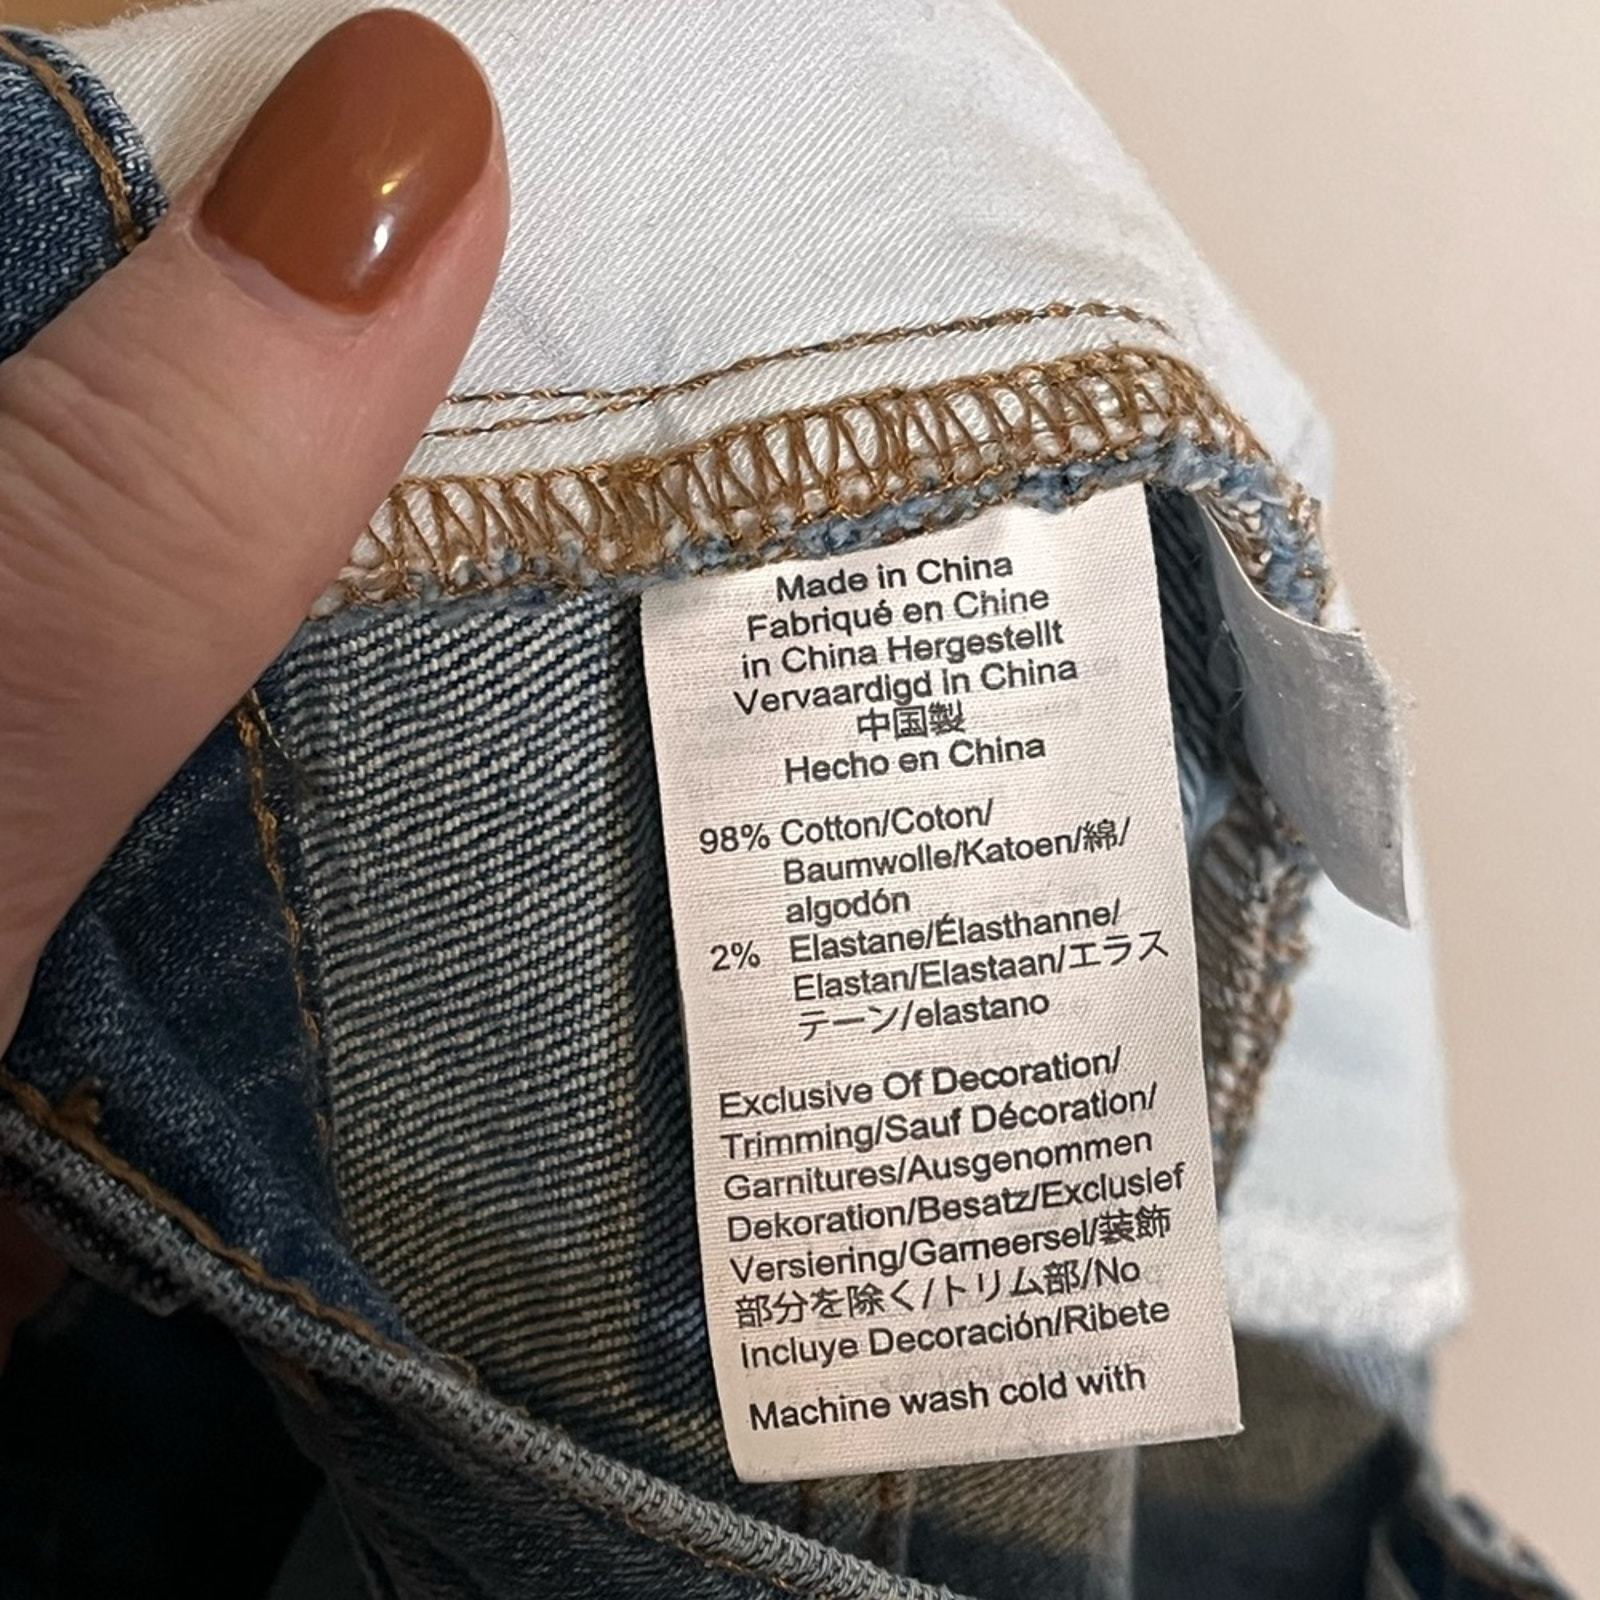 Made in China
Fabriqué en Chine
in China Hergestellt
Vervaardigd in China
中国製
Hecho en China
98% Cotton/Coton/
Baumwolle/Katoen/綿/
algodón
2% Elastane/Élasthanne/
Elastan/Elastaan/エラス
テーン/elastano
Exclusive Of Decoration/
Trimming/Sauf Décoration/
Garnitures/Ausgenommen
Dekoration/Besatz/Exclusief
Versiering/Garneersel/装飾
部分を除く/トリム部/No
Incluye Decoración/Ribete
Machine wash cold with